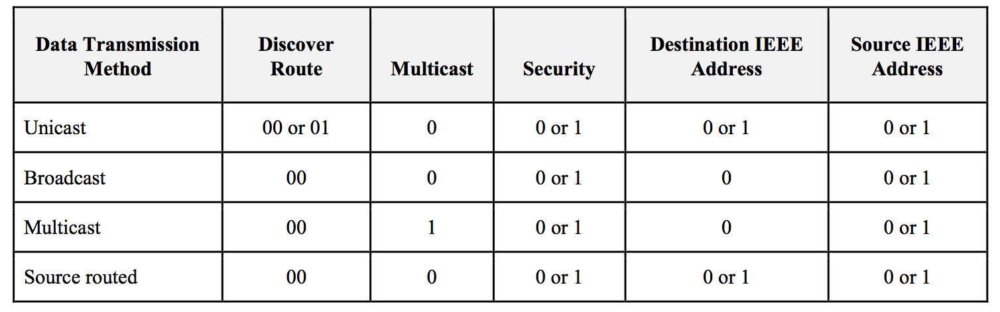 Data Transmission Method Discover Route Multicast Security Destination IEEE Address Source IEEE Address
Unicast 00 or 01 0 0 or 1 0 or 1 0 or 1
Broadcast 00 0 0 or 1 0 0 or 1
Multicast 00 1 0 or 1 0 0 or 1
Source routed 00 0 0 or 1 0 or 1 0 or 1